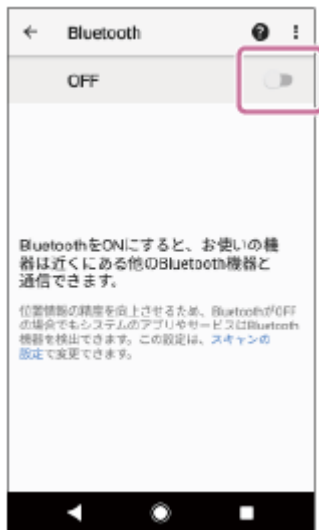 Bluetooth
OFF
BluetoothをONにすると、お使いの機
器は近くにある他のBluetooth機器と
通信できます。
位置情報の精度を向上させるため、BluetoothがOFF
の場合でもシステムのアプリやサービスはBluetooth
機器を検出できます。この設定は、スキャンの
設定で変更できます。